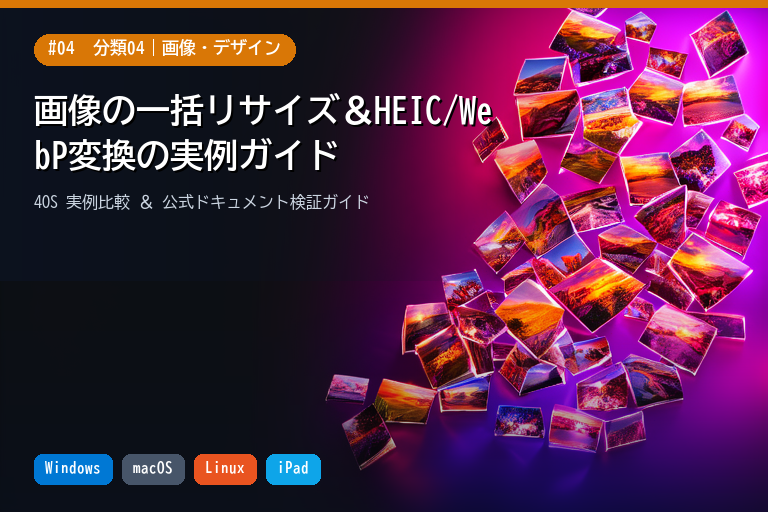 #04 分類04｜画像・デザイン
画像の一括リサイズ＆HEIC/We
bP変換の実例ガイド
4OS 実例比較 ＆ 公式ドキュメント検証ガイド
Windows macOS Linux iPad